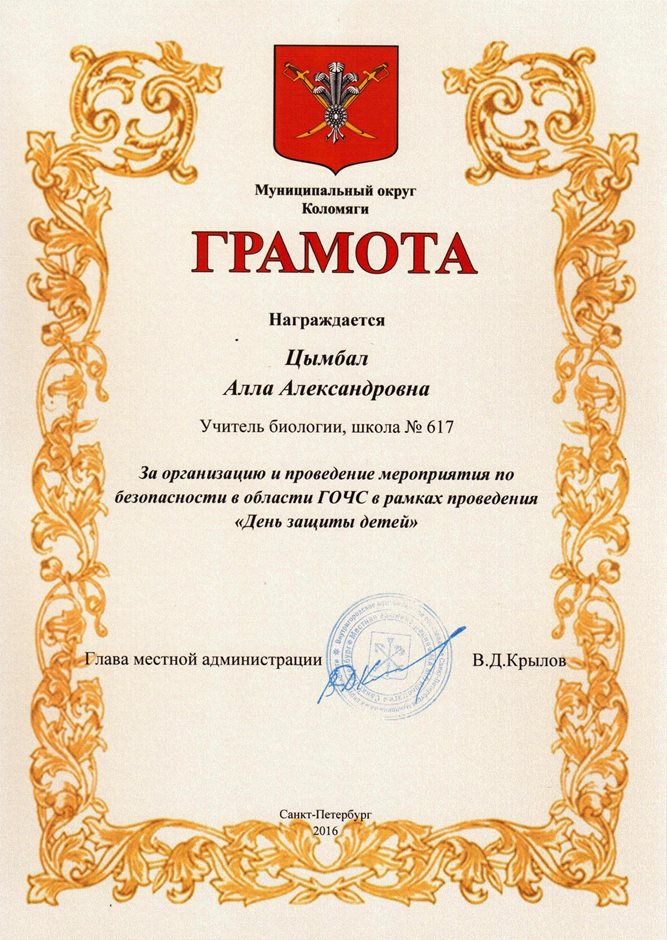 Муниципальный округ
Коломяги
ГРАМОТА
Награждается
Цымбал
Алла Александровна
Учитель биологии, школа № 617
За организацию и проведение мероприятия по
безопасности в области ГОЧС в рамках проведения
«День защиты детей»
Глава местной администрации
В.Д.Крылов
Санкт-Петербург
2016